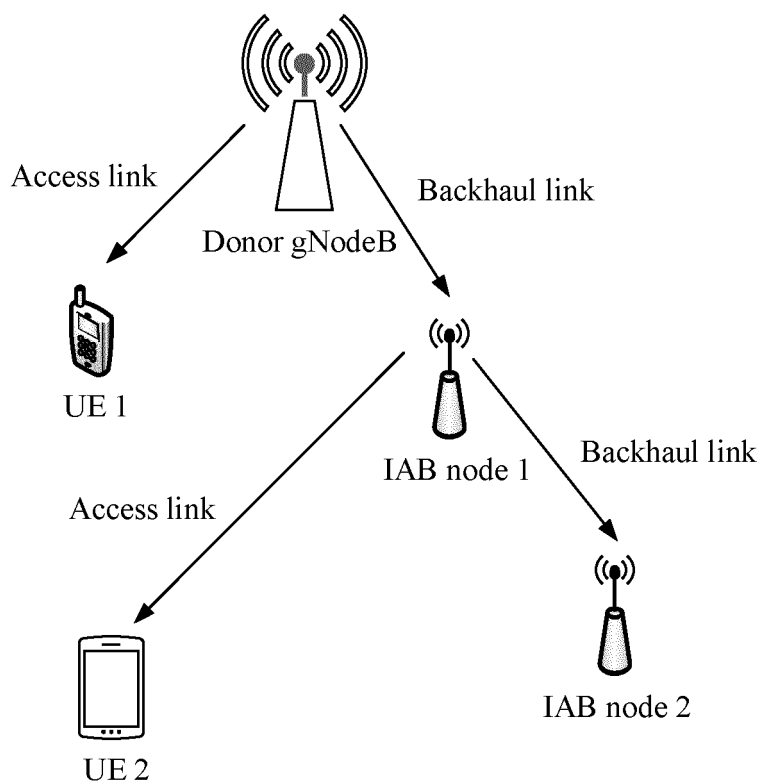 Access link
Backhaul link
Donor gNodeB
UE 1
IAB node 1
Backhaul link
Access link
IAB node 2
UE 2